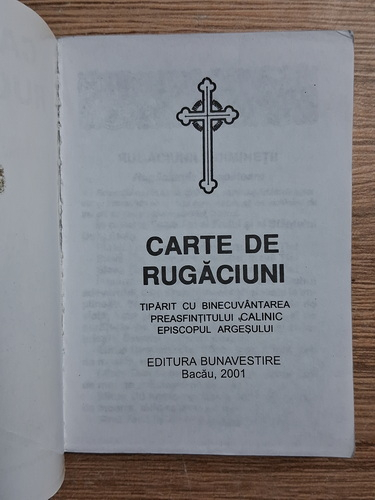 CARTE DE
RUGĂCIUNI
TIPĂRIT CU BINECUVÂNTAREA
PREASFINȚITULUI CALINIC
EPISCOPUL ARGEȘULUI
EDITURA BUNAVESTIRE
Bacău, 2001